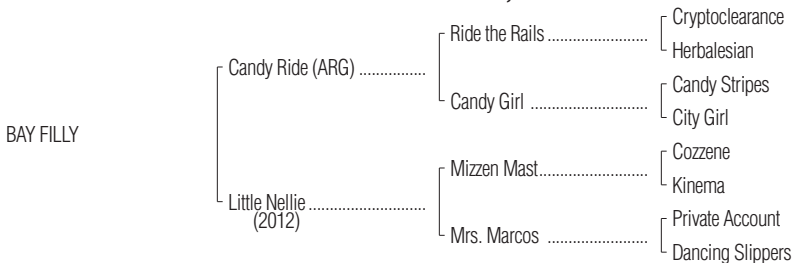 Cryptoclearance
Ride the Rails ..........................
Herbalesian
Candy Ride (ARG) ................
Candy Stripes
Candy Girl .............................
City Girl
BAY FILLY
Cozzene
Mizzen Mast...........................
Kinema
Little Nellie ............................
(2012)
Private Account
Mrs. Marcos .........................
Dancing Slippers